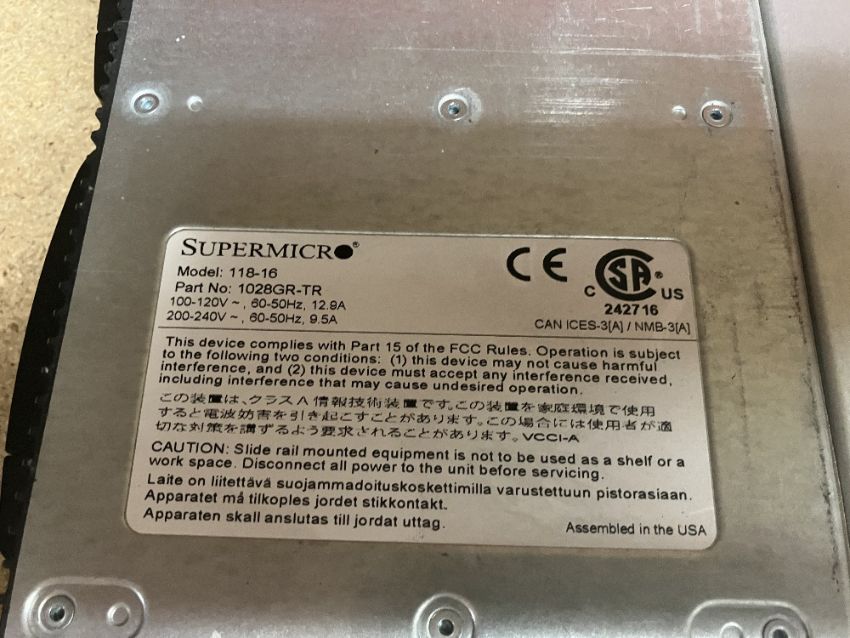 SUPERMICRO®
Model: 118-16
Part No: 1028GR-TR
100-120V ~ , 60-50Hz, 12.9A
200-240V ~ , 60-50Hz, 9.5A
CE
C SA® US
242716
CAN ICES-3[A] / NMB-3[A]
This device complies with Part 15 of the FCC Rules. Operation is subject
to the following two conditions: (1) this device may not cause harmful
interference, and (2) this device must accept any interference received,
including interference that may cause undesired operation.
この装置は、クラスA情報技術装置です。この装置を家庭環境で使用
すると電波妨害を引き起こすことがあります。この場合には使用者が適
切な対策を講ずるよう要求されることがあります。VCCI-A
CAUTION: Slide rail mounted equipment is not to be used as a shelf or a
work space. Disconnect all power to the unit before servicing.
Laite on liitettävä suojammadoituskoskettimilla varustettuun pistorasiaan.
Apparatet må tilkoples jordet stikkontakt.
Apparaten skall anslutas till jordat uttag.
Assembled in the USA